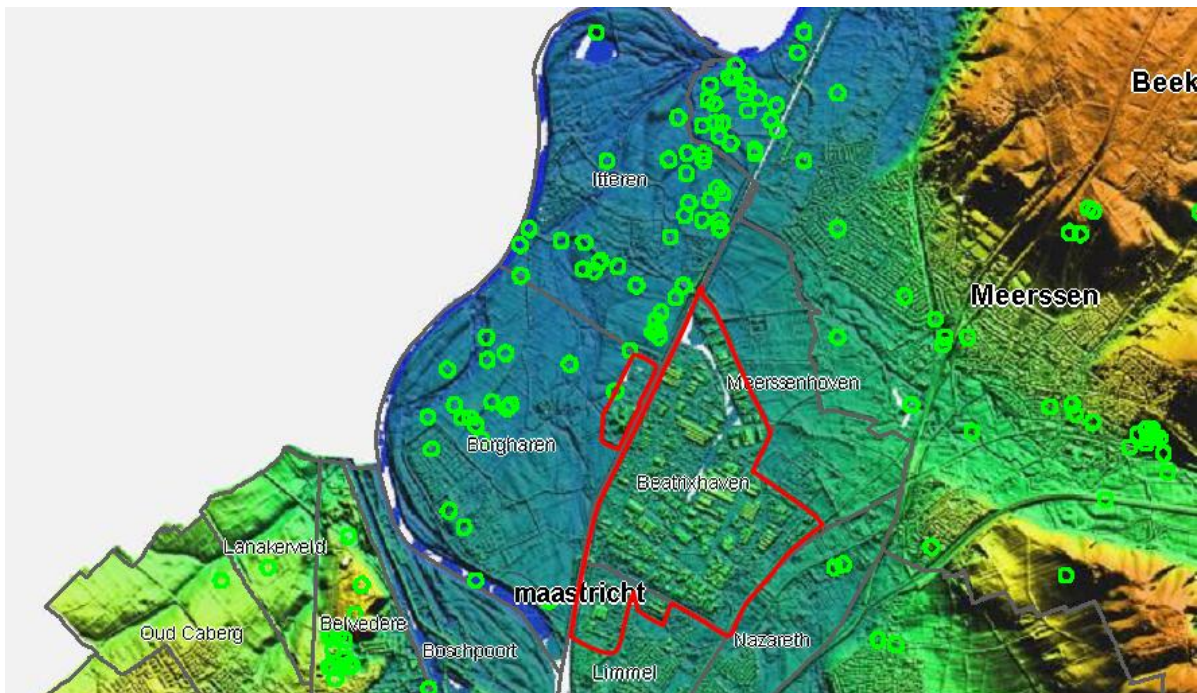 Beek
Itteren
Meerssen
Meerssenhoven
Borgharen
Beatrixhaven
Lanakerveld
maastricht
Oud Caberg
Belvedere
Boschpoort
Nazareth
Limmel